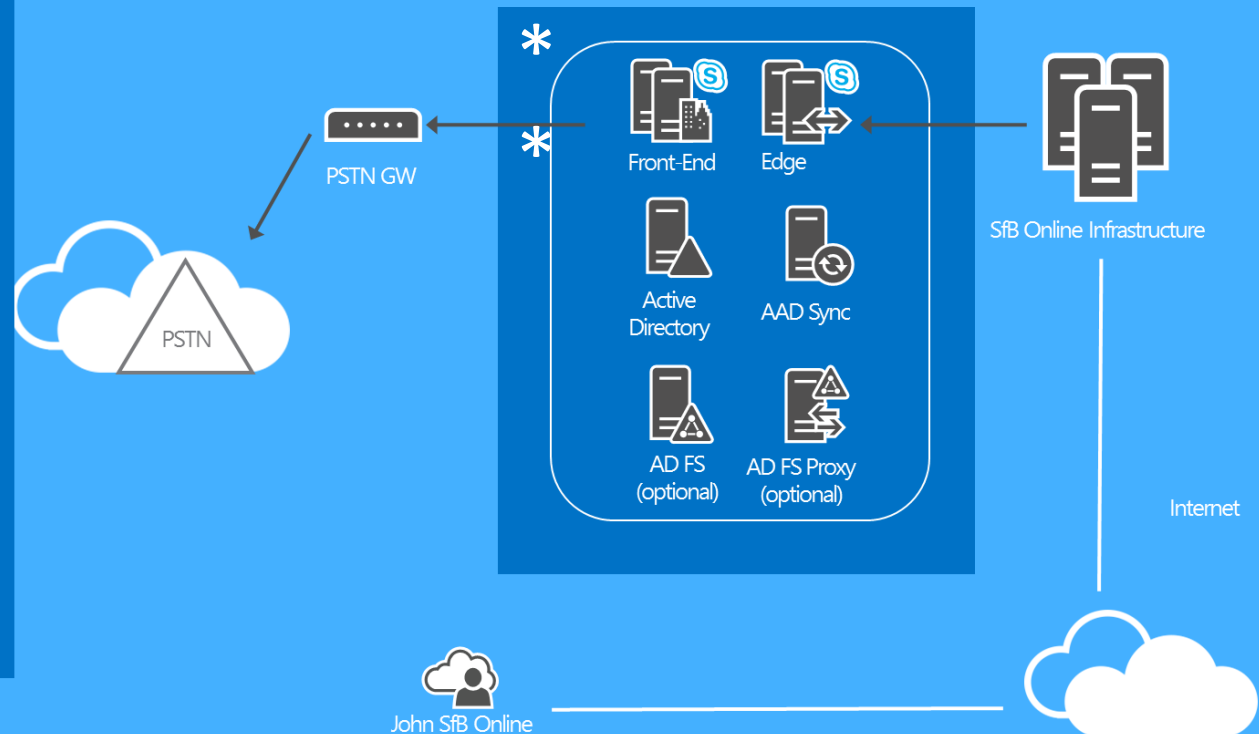 *
*
Front-End
Edge
PSTN GW
SfB Online Infrastructure
Active
Directory
AAD Sync
PSTN
AD FS
(optional)
AD FS Proxy
(optional)
Internet
John SfB Online